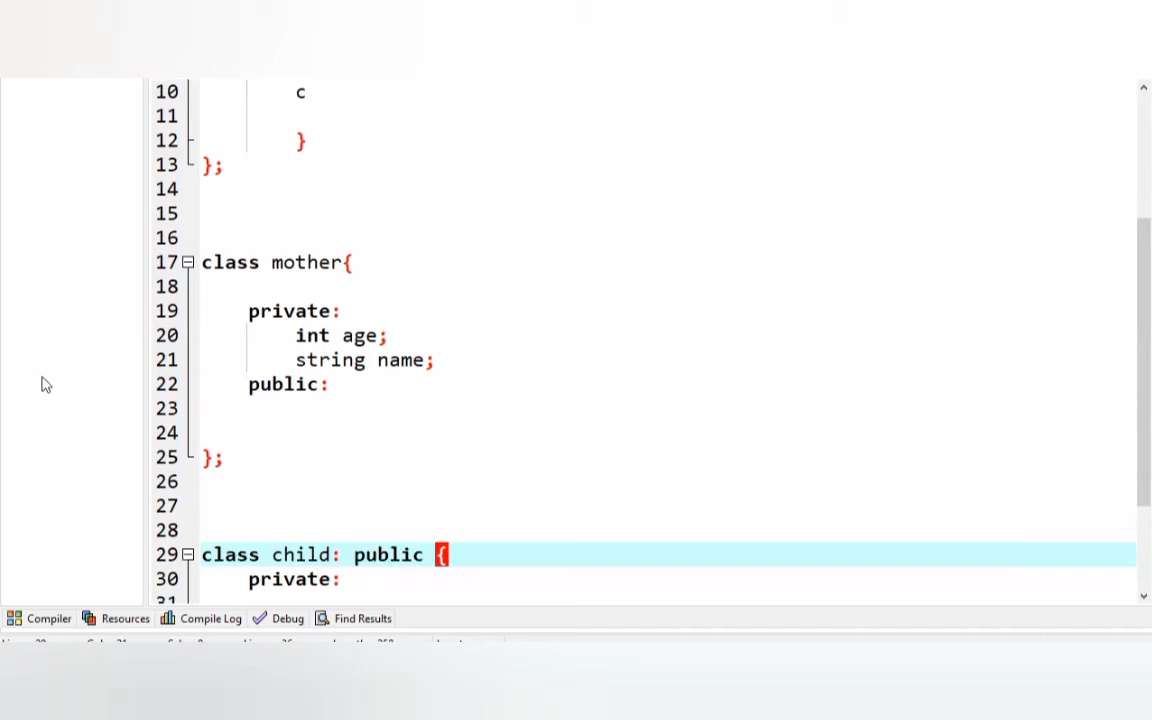 10 c
11
12 }
13 };
14
15
16
17 class mother{
18
19 private:
20 int age;
21 string name;
22 public:
23
24
25 };
26
27
28
29 class child: public {
30 private:
31
Compiler Resources Compile Log Debug Find Results